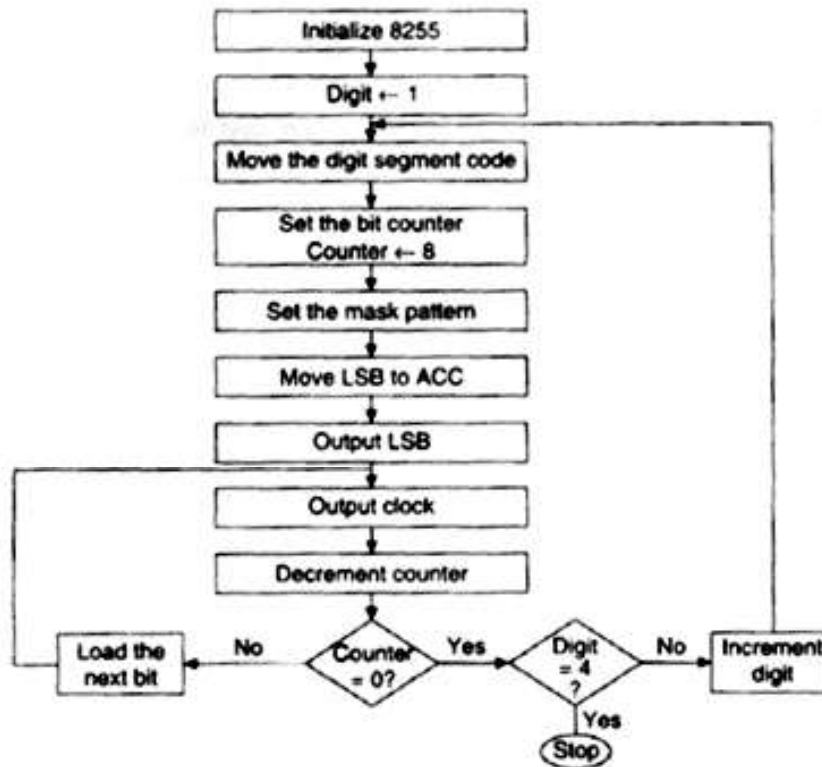 Initialize 8255
Digit ← 1
Move the digit segment code
Set the bit counter
Counter ← 8
Set the mask pattern
Move LSB to ACC
Output LSB
Output clock
Decrement counter
Load the
next bit
No
Counter
= 0?
Yes
Digit
= 4
?
No
Increment
digit
Yes
Stop